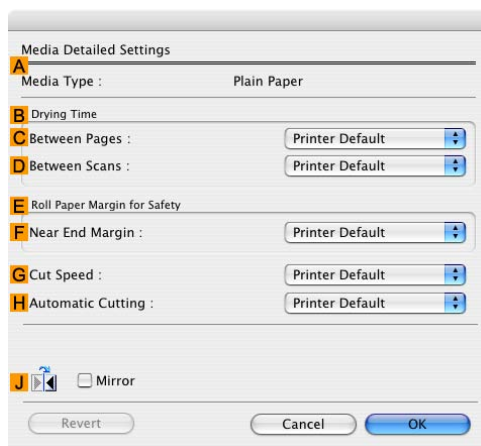 Media Detailed Settings
A
Media Type : Plain Paper
B Drying Time
C Between Pages : Printer Default
D Between Scans : Printer Default
E Roll Paper Margin for Safety
F Near End Margin : Printer Default
G Cut Speed : Printer Default
H Automatic Cutting : Printer Default
J Mirror
Revert Cancel OK